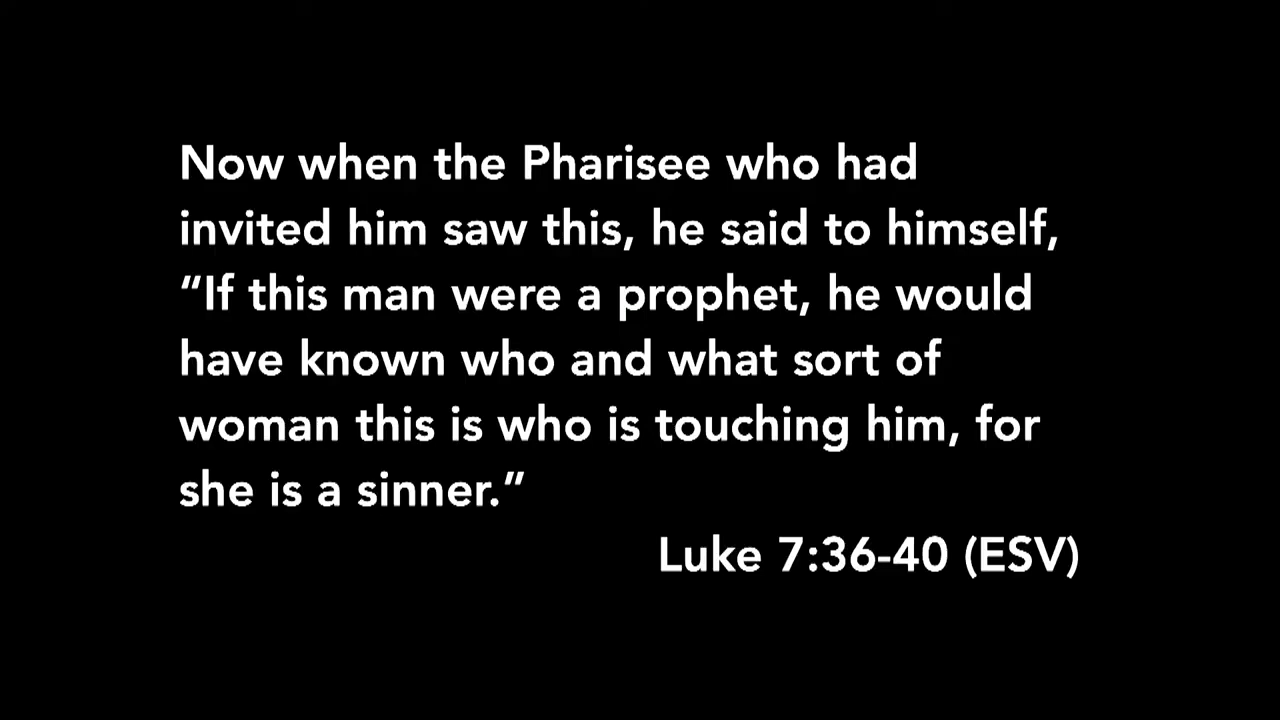 Now when the Pharisee who had
invited him saw this, he said to himself,
“If this man were a prophet, he would
have known who and what sort of
woman this is who is touching him, for
she is a sinner.”
Luke 7:36-40 (ESV)